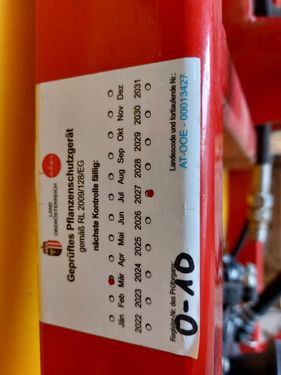 LAND
OBERÖSTERREICH
Geprüftes Pflanzenschutzgerät
gemäß RL 2009/128/EG
nächste Kontrolle fällig:
Jän Feb Mär Apr Mai Jun Jul Aug Sep Okt Nov Dez
2022 2023 2024 2025 2026 2027 2028 2029 2030 2031
Register-Nr. des Prüforgans:
0-10
Landescode und fortlaufende Nr.:
AT-OOE - 00013427